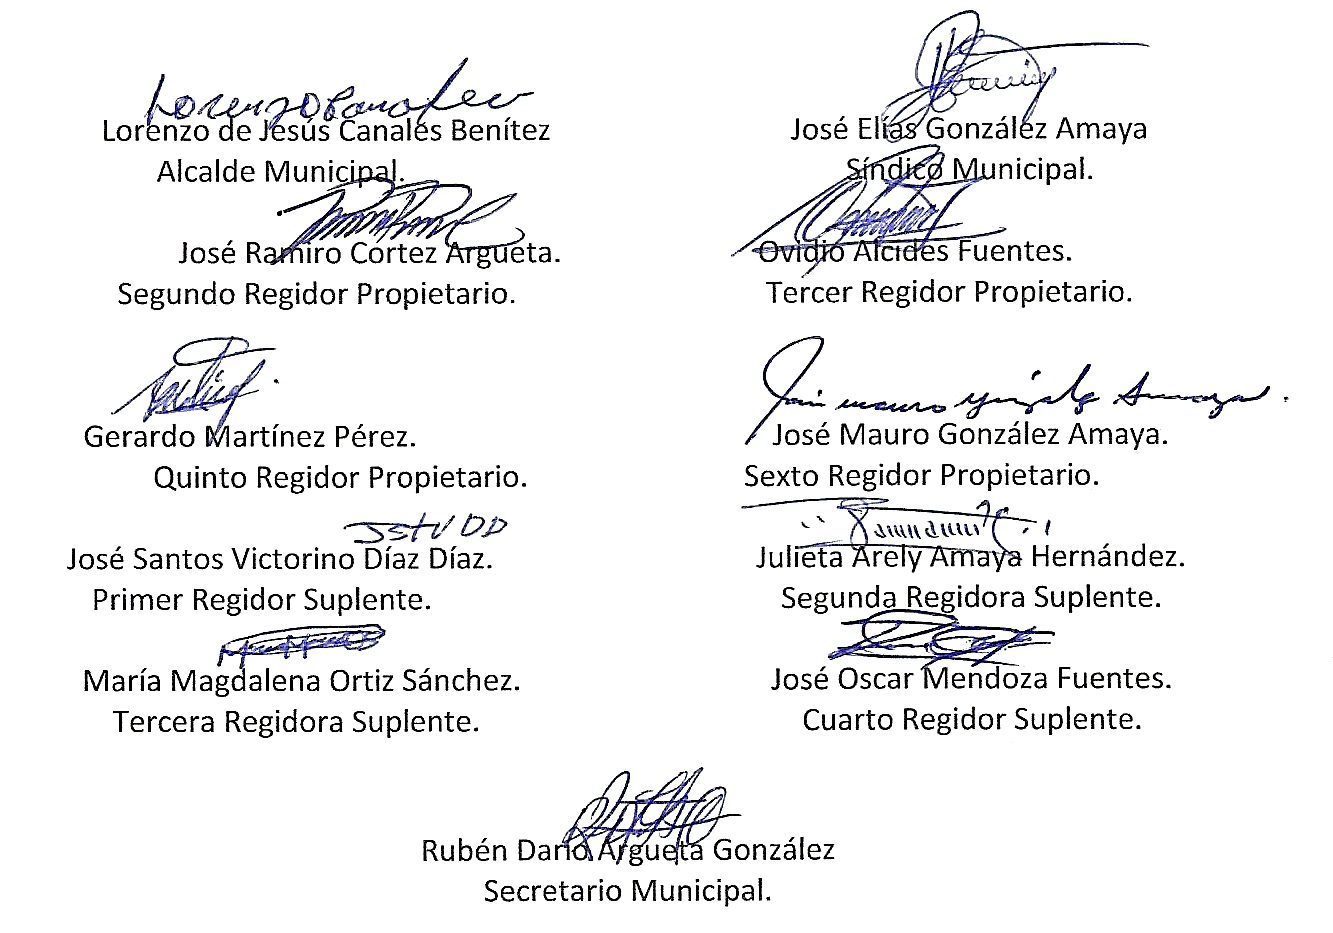 Lorenzo de Jesús Canales Benítez
Alcalde Municipal.
José Elías González Amaya
Síndico Municipal.
José Ramiro Cortez Argueta.
Segundo Regidor Propietario.
Ovidio Alcides Fuentes.
Tercer Regidor Propietario.
Gerardo Martínez Pérez.
Quinto Regidor Propietario.
José Mauro González Amaya.
Sexto Regidor Propietario.
JStVDD
José Santos Victorino Díaz Díaz.
Primer Regidor Suplente.
Julieta Arely Amaya Hernández.
Segunda Regidora Suplente.
María Magdalena Ortiz Sánchez.
Tercera Regidora Suplente.
José Oscar Mendoza Fuentes.
Cuarto Regidor Suplente.
Rubén Darío Argueta González
Secretario Municipal.